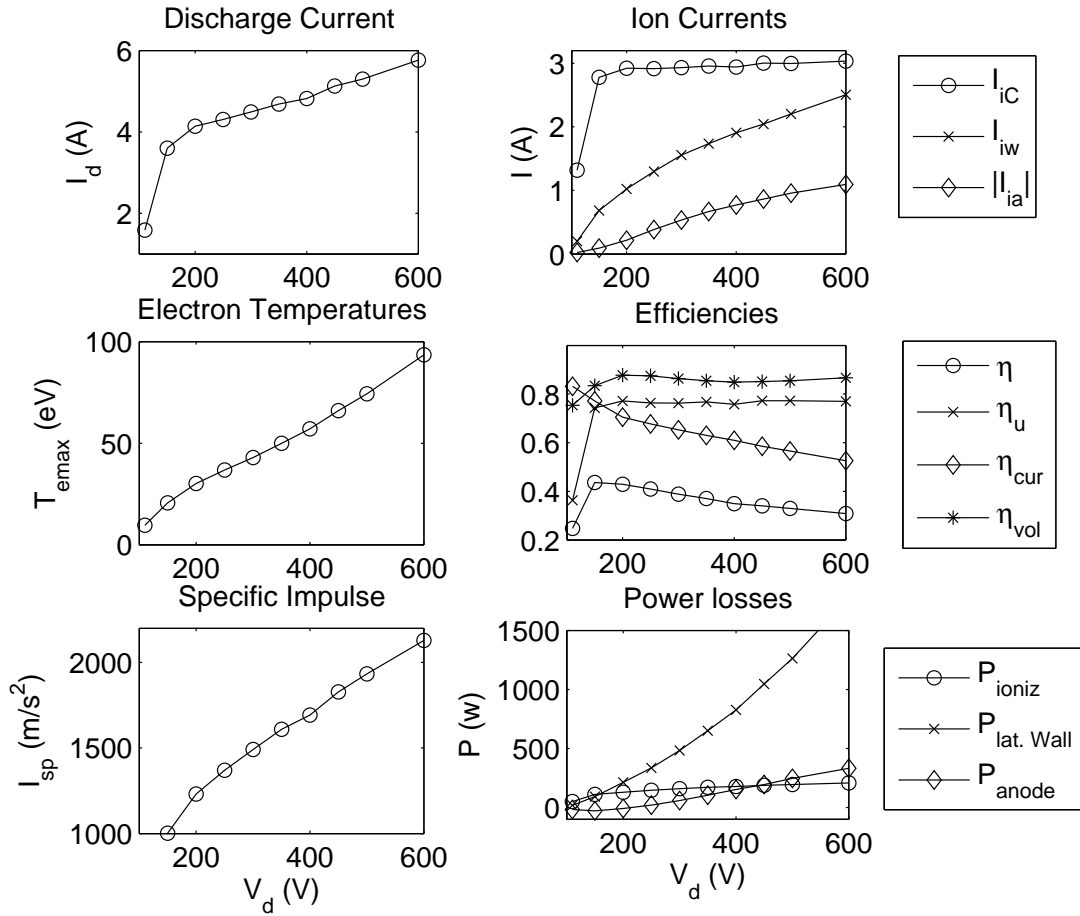 Discharge Current
6
4
2
I_d (A)
200
400
600
Ion Currents
3
2
1
0
I (A)
200
400
600
I_iC
I_iw
|I_ia|
Electron Temperatures
100
50
0
T_emax (eV)
200
400
600
Efficiencies
0.8
0.6
0.4
0.2
200
400
600
η
η_u
η_cur
η_vol
Specific Impulse
2000
1500
1000
I_sp (m/s²)
200
400
600
V_d (V)
Power losses
1500
1000
500
0
P (w)
200
400
600
V_d (V)
P_ioniz
P_lat. Wall
P_anode